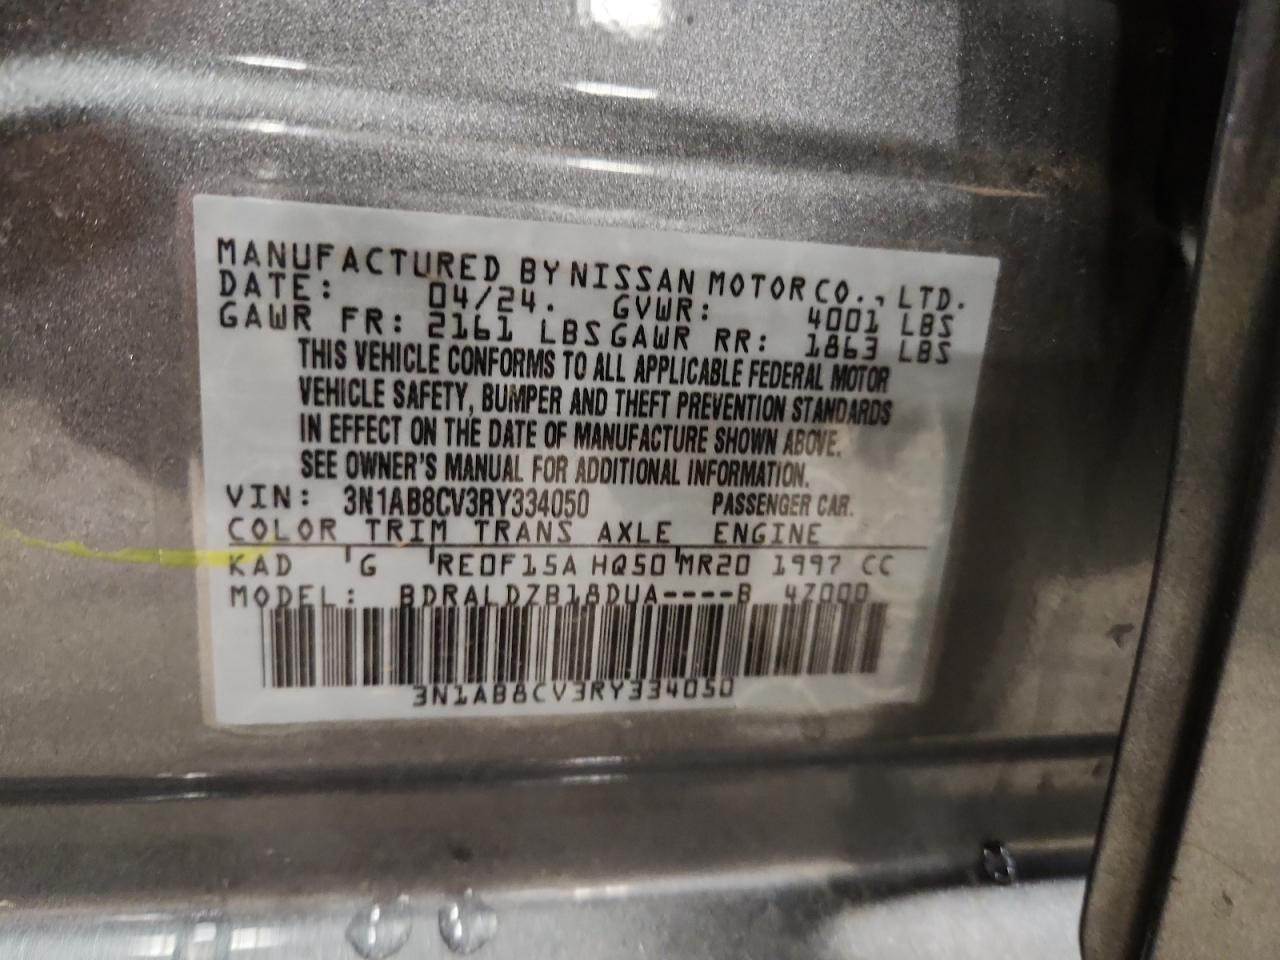 MANUFACTURED BY NISSAN MOTOR CO., LTD.
DATE: 04/24. GVWR: 4001 LBS
GAWR FR: 2161 LBS GAWR RR: 1863 LBS
THIS VEHICLE CONFORMS TO ALL APPLICABLE FEDERAL MOTOR
VEHICLE SAFETY, BUMPER AND THEFT PREVENTION STANDARDS
IN EFFECT ON THE DATE OF MANUFACTURE SHOWN ABOVE.
SEE OWNER'S MANUAL FOR ADDITIONAL INFORMATION.
VIN: 3N1AB8CV3RY334050 PASSENGER CAR.
COLOR TRIM TRANS AXLE ENGINE
KAD G RE0F15A HQ50 MR20 1997 CC
MODEL: BDRALDZB18DUA----B 47000
3N1AB8CV3RY334050